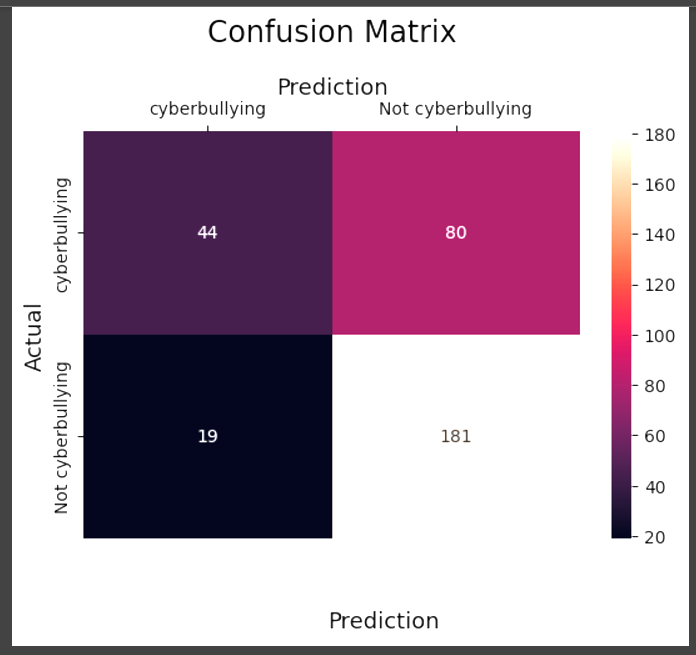 Confusion Matrix
Prediction
cyberbullying Not cyberbullying
180
160
140
120
100
80
60
40
20
Actual
cyberbullying
44 80
Not cyberbullying
19 181
Prediction